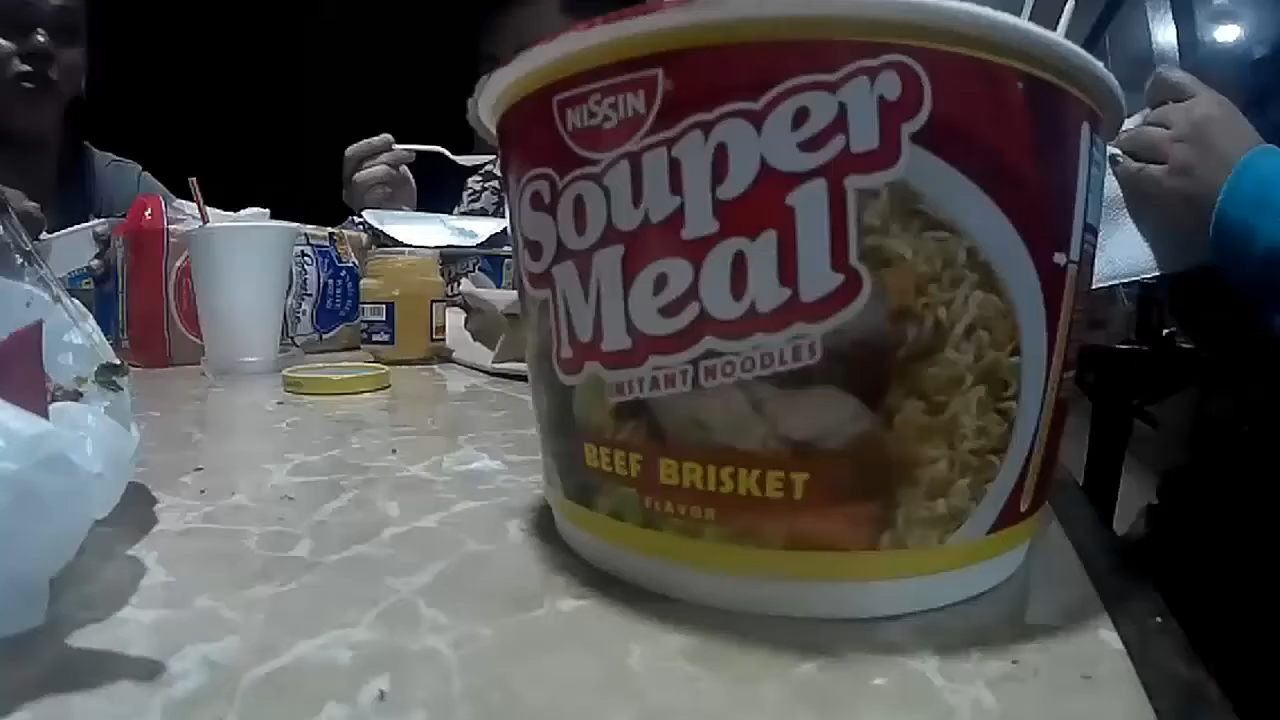 NISSIN
Souper
Meal
INSTANT NOODLES
BEEF BRISKET
FLAVOR